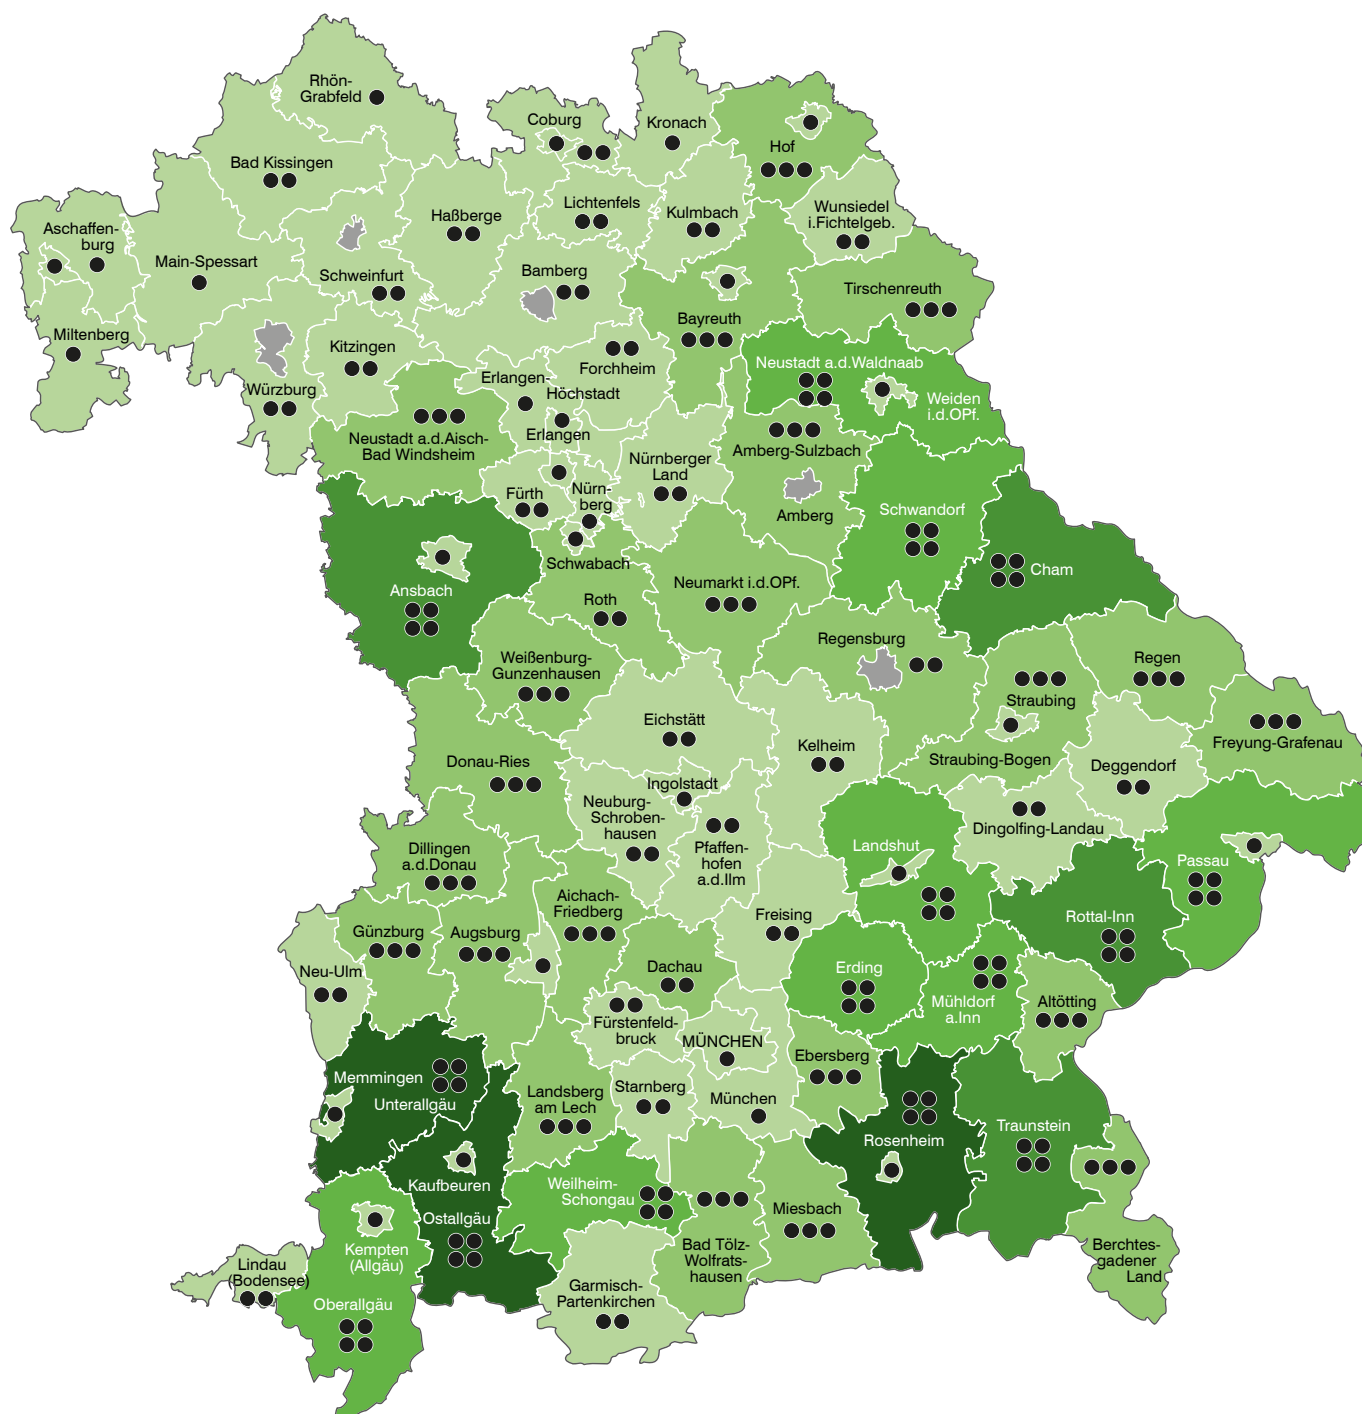 Rhön-
Grabfeld
Coburg
Kronach
Hof
Bad Kissingen
Haßberge
Lichtenfels
Kulmbach
Wunsiedel
i.Fichtelgeb.
Aschaffen-
burg
Main-Spessart
Schweinfurt
Bamberg
Tirschenreuth
Miltenberg
Kitzingen
Bayreuth
Forchheim
Neustadt a.d.Waldnaab
Würzburg
Erlangen-
Höchstadt
Weiden
i.d.OPf.
Erlangen
Neustadt a.d.Aisch-
Bad Windsheim
Nürnberger
Land
Amberg-Sulzbach
Fürth
Nürn-
berg
Amberg
Schwandorf
Schwabach
Cham
Ansbach
Roth
Neumarkt i.d.OPf.
Regensburg
Weißenburg-
Gunzenhausen
Regen
Straubing
Eichstätt
Kelheim
Freyung-Grafenau
Straubing-Bogen
Deggendorf
Donau-Ries
Ingolstadt
Neuburg-
Schroben-
hausen
Dingolfing-Landau
Pfaffen-
hofen
a.d.Ilm
Landshut
Passau
Dillingen
a.d.Donau
Aichach-
Friedberg
Freising
Rottal-Inn
Günzburg
Augsburg
Neu-Ulm
Dachau
Erding
Mühldorf
a.Inn
Altötting
Fürstenfeld-
bruck
MÜNCHEN
Ebersberg
Memmingen
Unterallgäu
Landsberg
am Lech
Starnberg
München
Rosenheim
Traunstein
Kaufbeuren
Weilheim-
Schongau
Ostallgäu
Miesbach
Kempten
(Allgäu)
Bad Tölz-
Wolfrats-
hausen
Berchtes-
gadener
Land
Lindau
(Bodensee)
Garmisch-
Partenkirchen
Oberallgäu